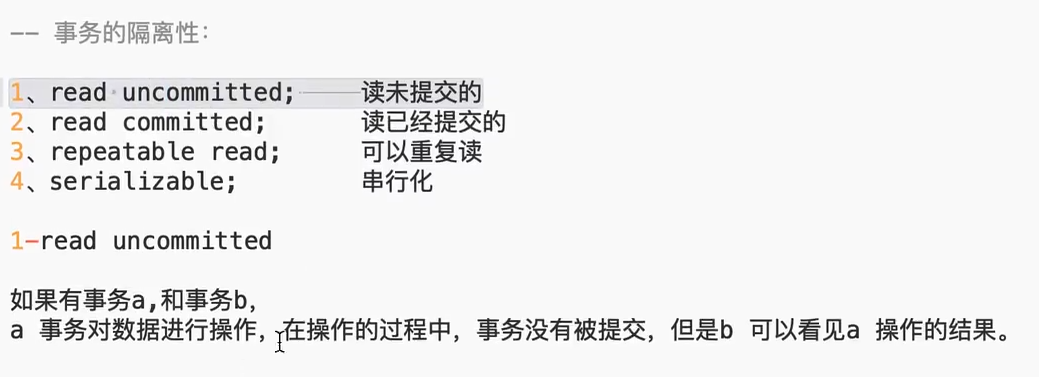 -- 事务的隔离性：
1、read uncommitted; 读未提交的
2、read committed; 读已经提交的
3、repeatable read; 可以重复读
4、serializable; 串行化
1-read uncommitted
如果有事务a,和事务b，
a 事务对数据进行操作，在操作的过程中，事务没有被提交，但是b 可以看见a 操作的结果。